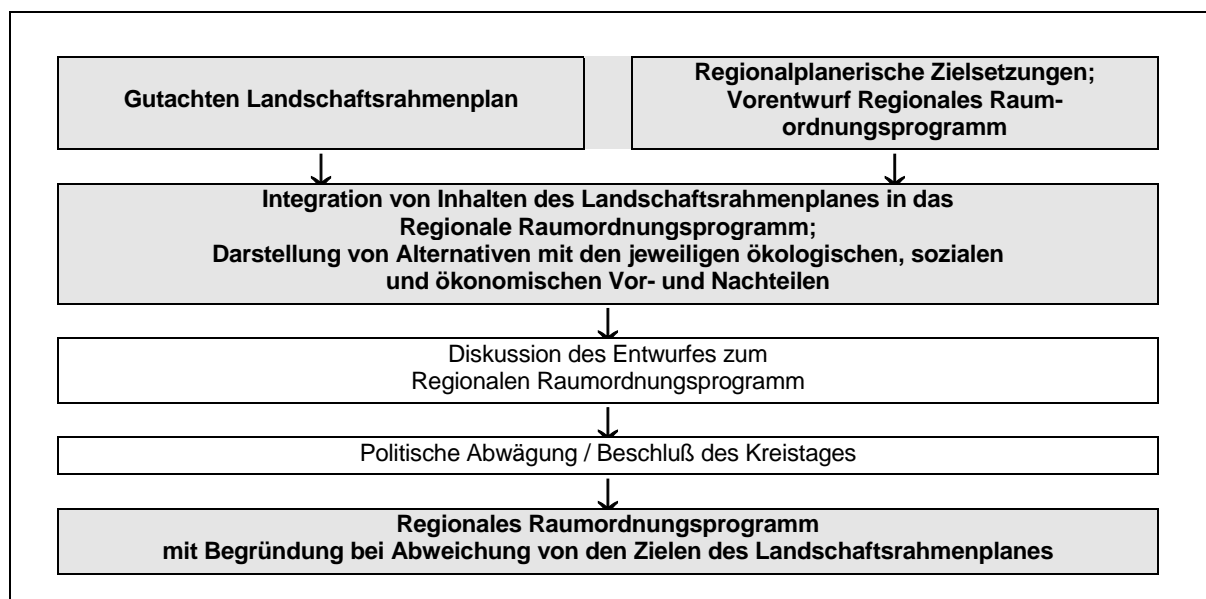 Gutachten Landschaftsrahmenplan
Regionalplanerische Zielsetzungen;
Vorentwurf Regionales Raum-
ordnungsprogramm
Integration von Inhalten des Landschaftsrahmenplanes in das
Regionale Raumordnungsprogramm;
Darstellung von Alternativen mit den jeweiligen ökologischen, sozialen
und ökonomischen Vor- und Nachteilen
Diskussion des Entwurfes zum
Regionalen Raumordnungsprogramm
Politische Abwägung / Beschluß des Kreistages
Regionales Raumordnungsprogramm
mit Begründung bei Abweichung von den Zielen des Landschaftsrahmenplanes